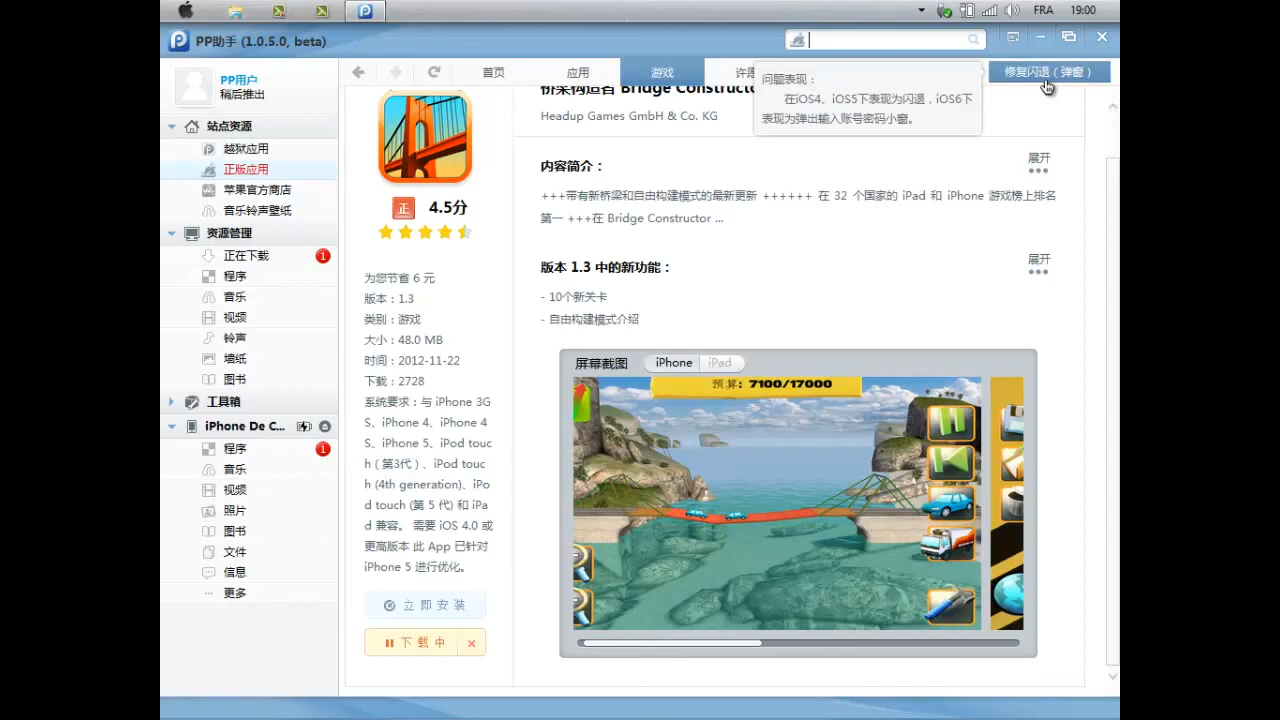 FRA 19:00
PP助手 (1.0.5.0, beta)
首页 应用 游戏
修复闪退（弹窗）
问题表现：
在iOS4、iOS5下表现为闪退，iOS6下
表现为弹出输入账号密码小窗。
PP用户
稍后推出
站点资源
越狱应用
正版应用
苹果官方商店
音乐铃声壁纸
资源管理
正在下载 1
程序
音乐
视频
铃声
墙纸
图书
工具箱
iPhone De C...
程序 1
音乐
视频
照片
图书
文件
信息
更多
正 4.5分
为您节省 6 元
版本：1.3
类别：游戏
大小：48.0 MB
时间：2012-11-22
下载：2728
系统要求：与 iPhone 3G
S、iPhone 4、iPhone 4
S、iPhone 5、iPod touc
h（第3代）、iPod touc
h (4th generation)、iPo
d touch (第 5 代) 和 iPa
d 兼容。 需要 iOS 4.0 或
更高版本 此 App 已针对
iPhone 5 进行优化。
立即安装
下载中
桥梁构造者 Bridge Constructo
Headup Games GmbH & Co. KG
内容简介：
展开
+++带有新桥梁和自由构建模式的最新更新 ++++++ 在 32 个国家的 iPad 和 iPhone 游戏榜上排名
第一 +++在 Bridge Constructor ...
版本 1.3 中的新功能：
展开
- 10个新关卡
- 自由构建模式介绍
屏幕截图 iPhone iPad
预算: 7100/17000